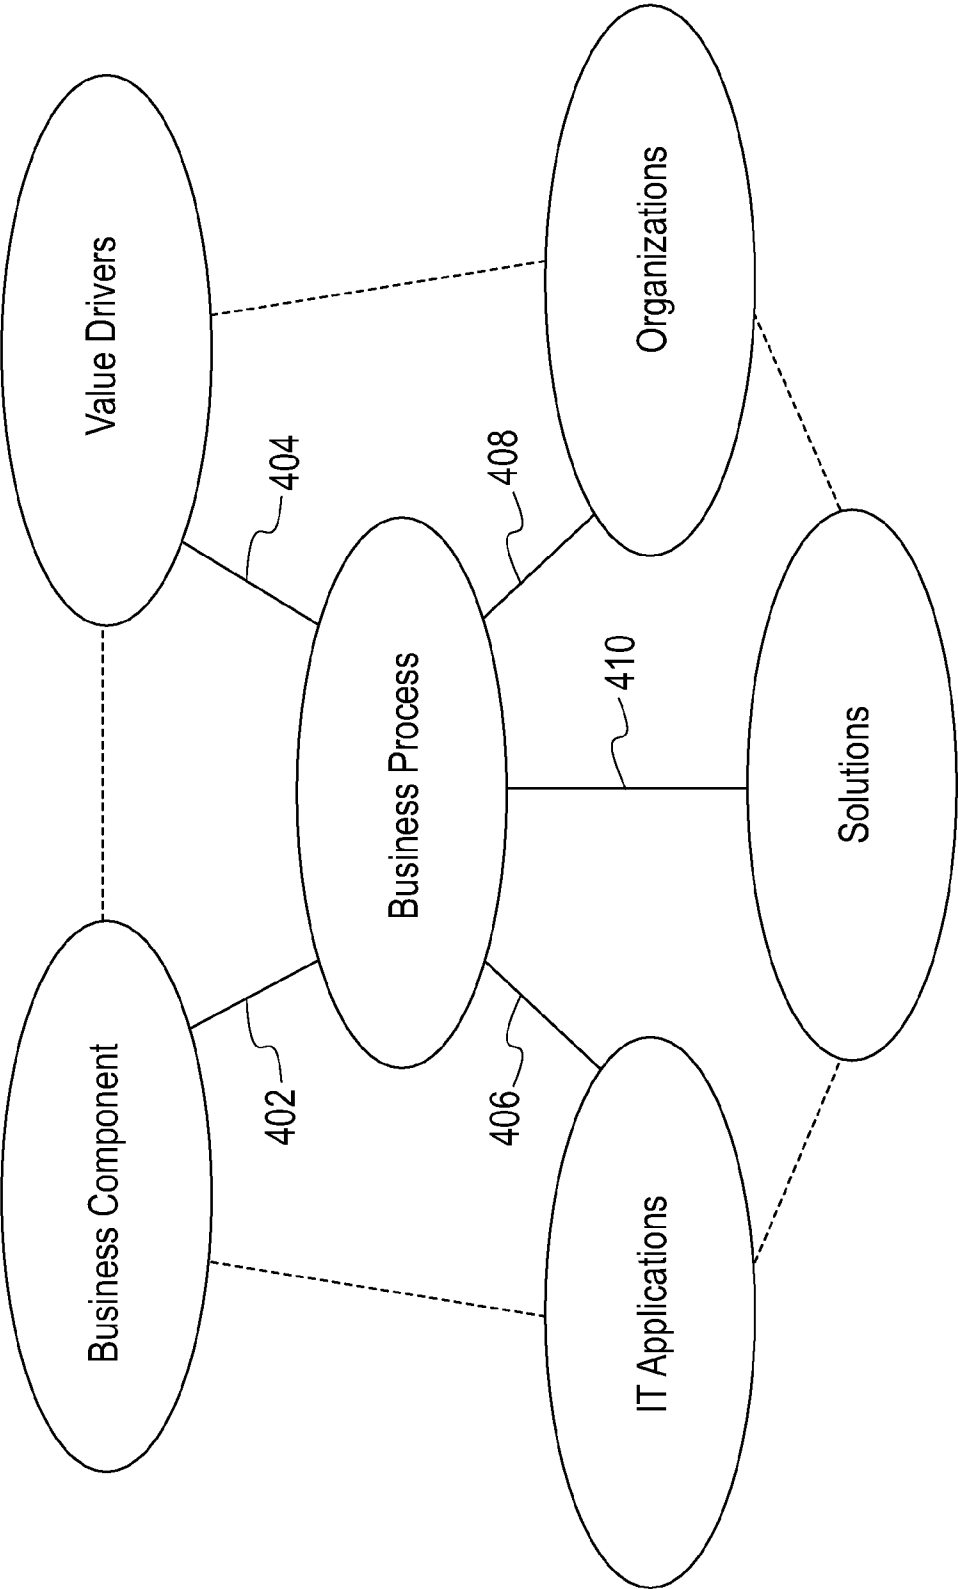 Business Component
Value Drivers
402
404
Business Process
406
408
410
IT Applications
Organizations
Solutions